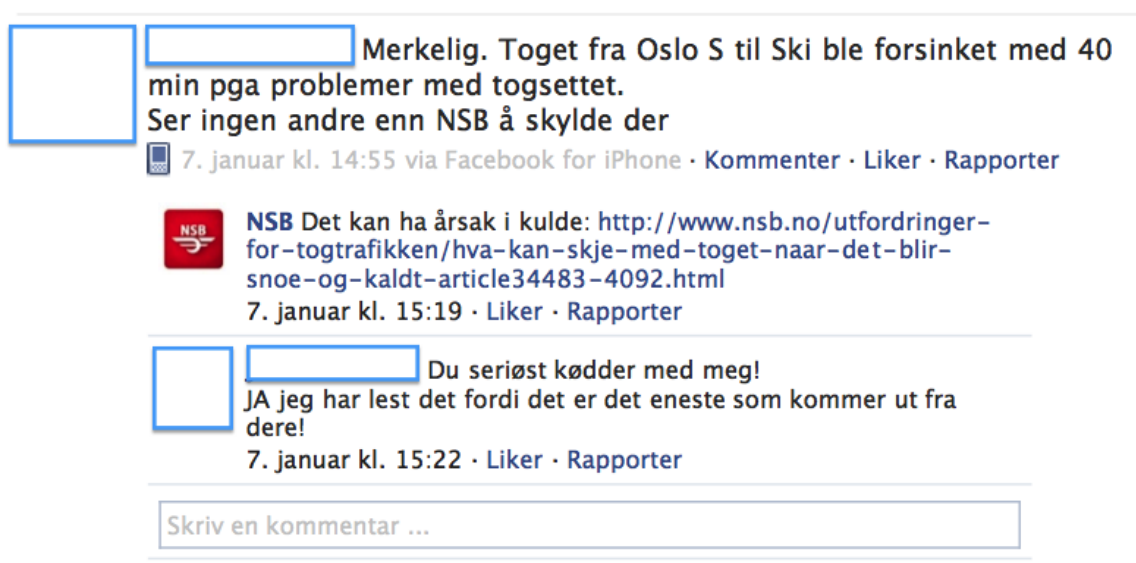 Merkelig. Toget fra Oslo S til Ski ble forsinket med 40
min pga problemer med togsettet.
Ser ingen andre enn NSB å skylde der
7. januar kl. 14:55 via Facebook for iPhone · Kommenter · Liker · Rapporter
NSB
NSB Det kan ha årsak i kulde: http://www.nsb.no/utfordringer-
for-togtrafikken/hva-kan-skje-med-toget-naar-det-blir-
snoe-og-kaldt-article34483-4092.html
7. januar kl. 15:19 · Liker · Rapporter
Du seriøst kødder med meg!
JA jeg har lest det fordi det er det eneste som kommer ut fra
dere!
7. januar kl. 15:22 · Liker · Rapporter
Skriv en kommentar ...